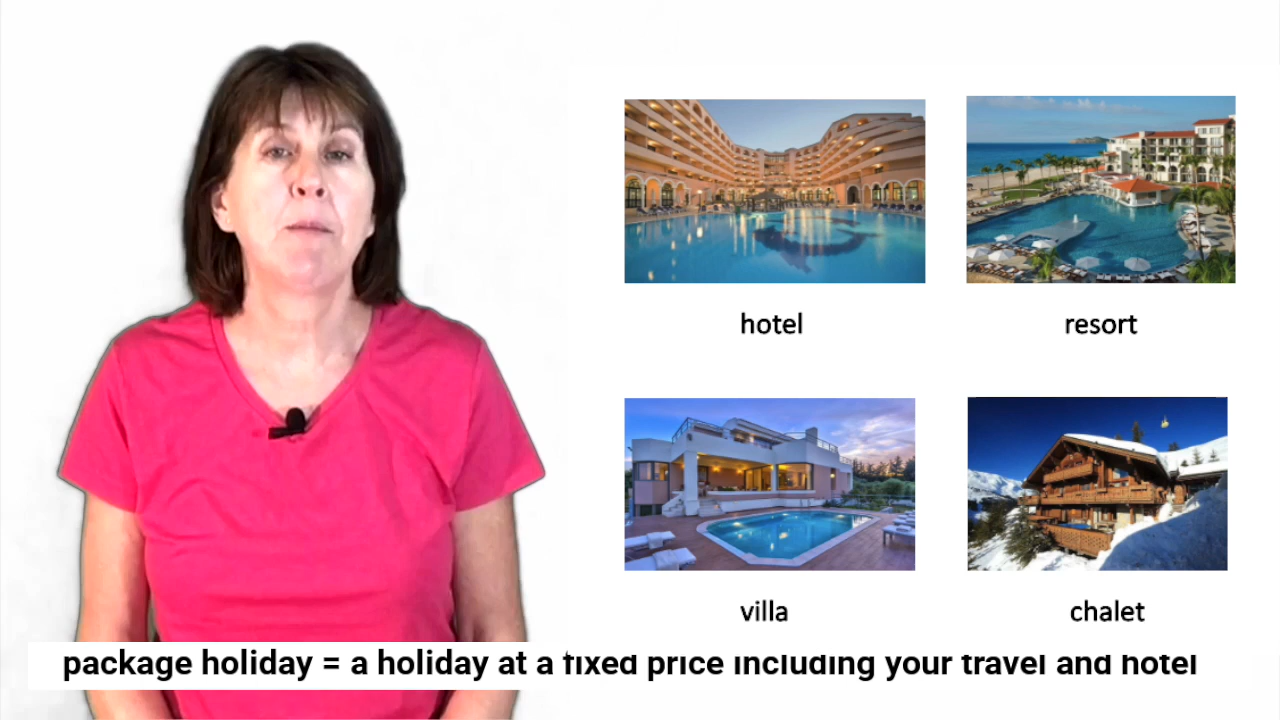 hotel
resort
villa
chalet
package holiday = a holiday at a fixed price including your travel and hotel